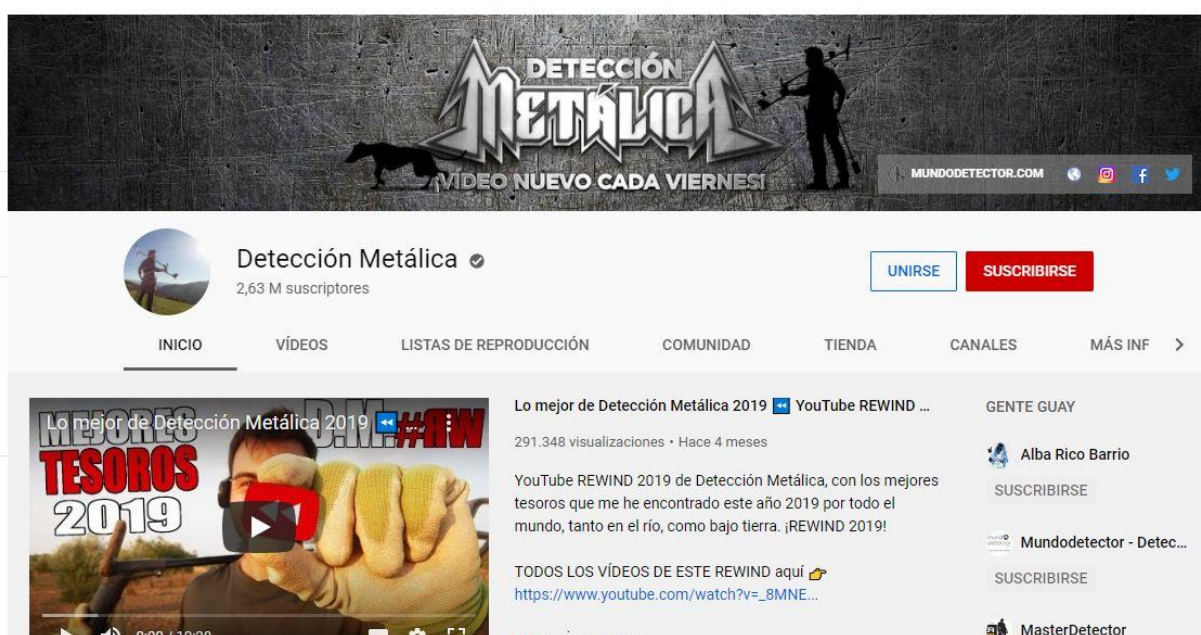 DETECCIÓN
METÁLICA
¡VÍDEO NUEVO CADA VIERNES!
MUNDODETECTOR.COM
Detección Metálica
2,63 M suscriptores
UNIRSE
SUSCRIBIRSE
INICIO
VÍDEOS
LISTAS DE REPRODUCCIÓN
COMUNIDAD
TIENDA
CANALES
MÁS INF
Lo mejor de Detección Metálica 2019 ⏪ ...
MEJORES
TESOROS
2019
D.M.#RW
Lo mejor de Detección Metálica 2019 ⏪ YouTube REWIND ...
291.348 visualizaciones • Hace 4 meses
YouTube REWIND 2019 de Detección Metálica, con los mejores
tesoros que me he encontrado este año 2019 por todo el
mundo, tanto en el río, como bajo tierra. ¡REWIND 2019!
TODOS LOS VÍDEOS DE ESTE REWIND aquí 👉
https://www.youtube.com/watch?v=_8MNE...
GENTE GUAY
Alba Rico Barrio
SUSCRIBIRSE
Mundodetector - Detec...
SUSCRIBIRSE
MasterDetector